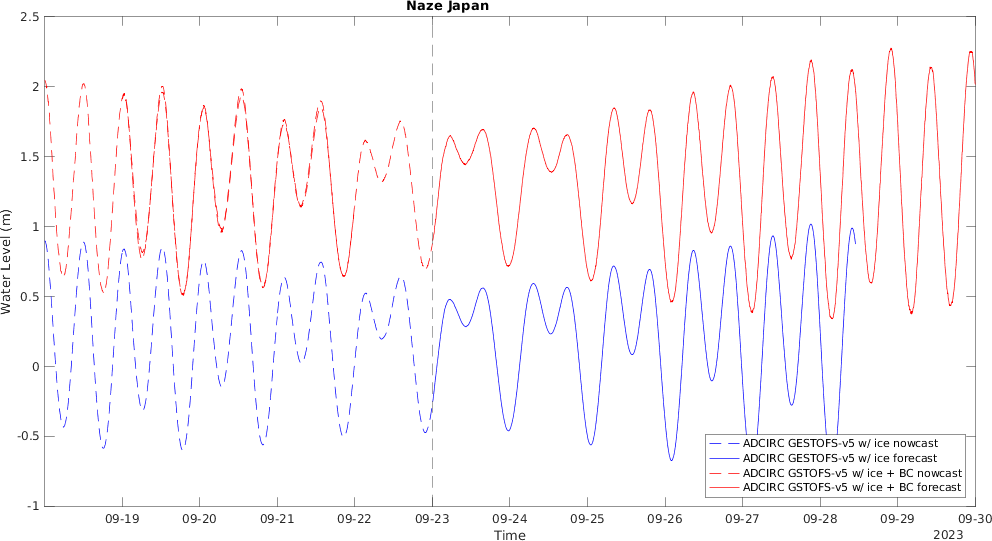 Naze Japan
2.5
2
1.5
1
0.5
0
-0.5
-1
Water Level (m)
09-19 09-20 09-21 09-22 09-23 09-24 09-25 09-26 09-27 09-28 09-29 09-30
Time
2023
ADCIRC GESTOFS-v5 w/ ice nowcast
ADCIRC GESTOFS-v5 w/ ice forecast
ADCIRC GSTOFS-v5 w/ ice + BC nowcast
ADCIRC GSTOFS-v5 w/ ice + BC forecast